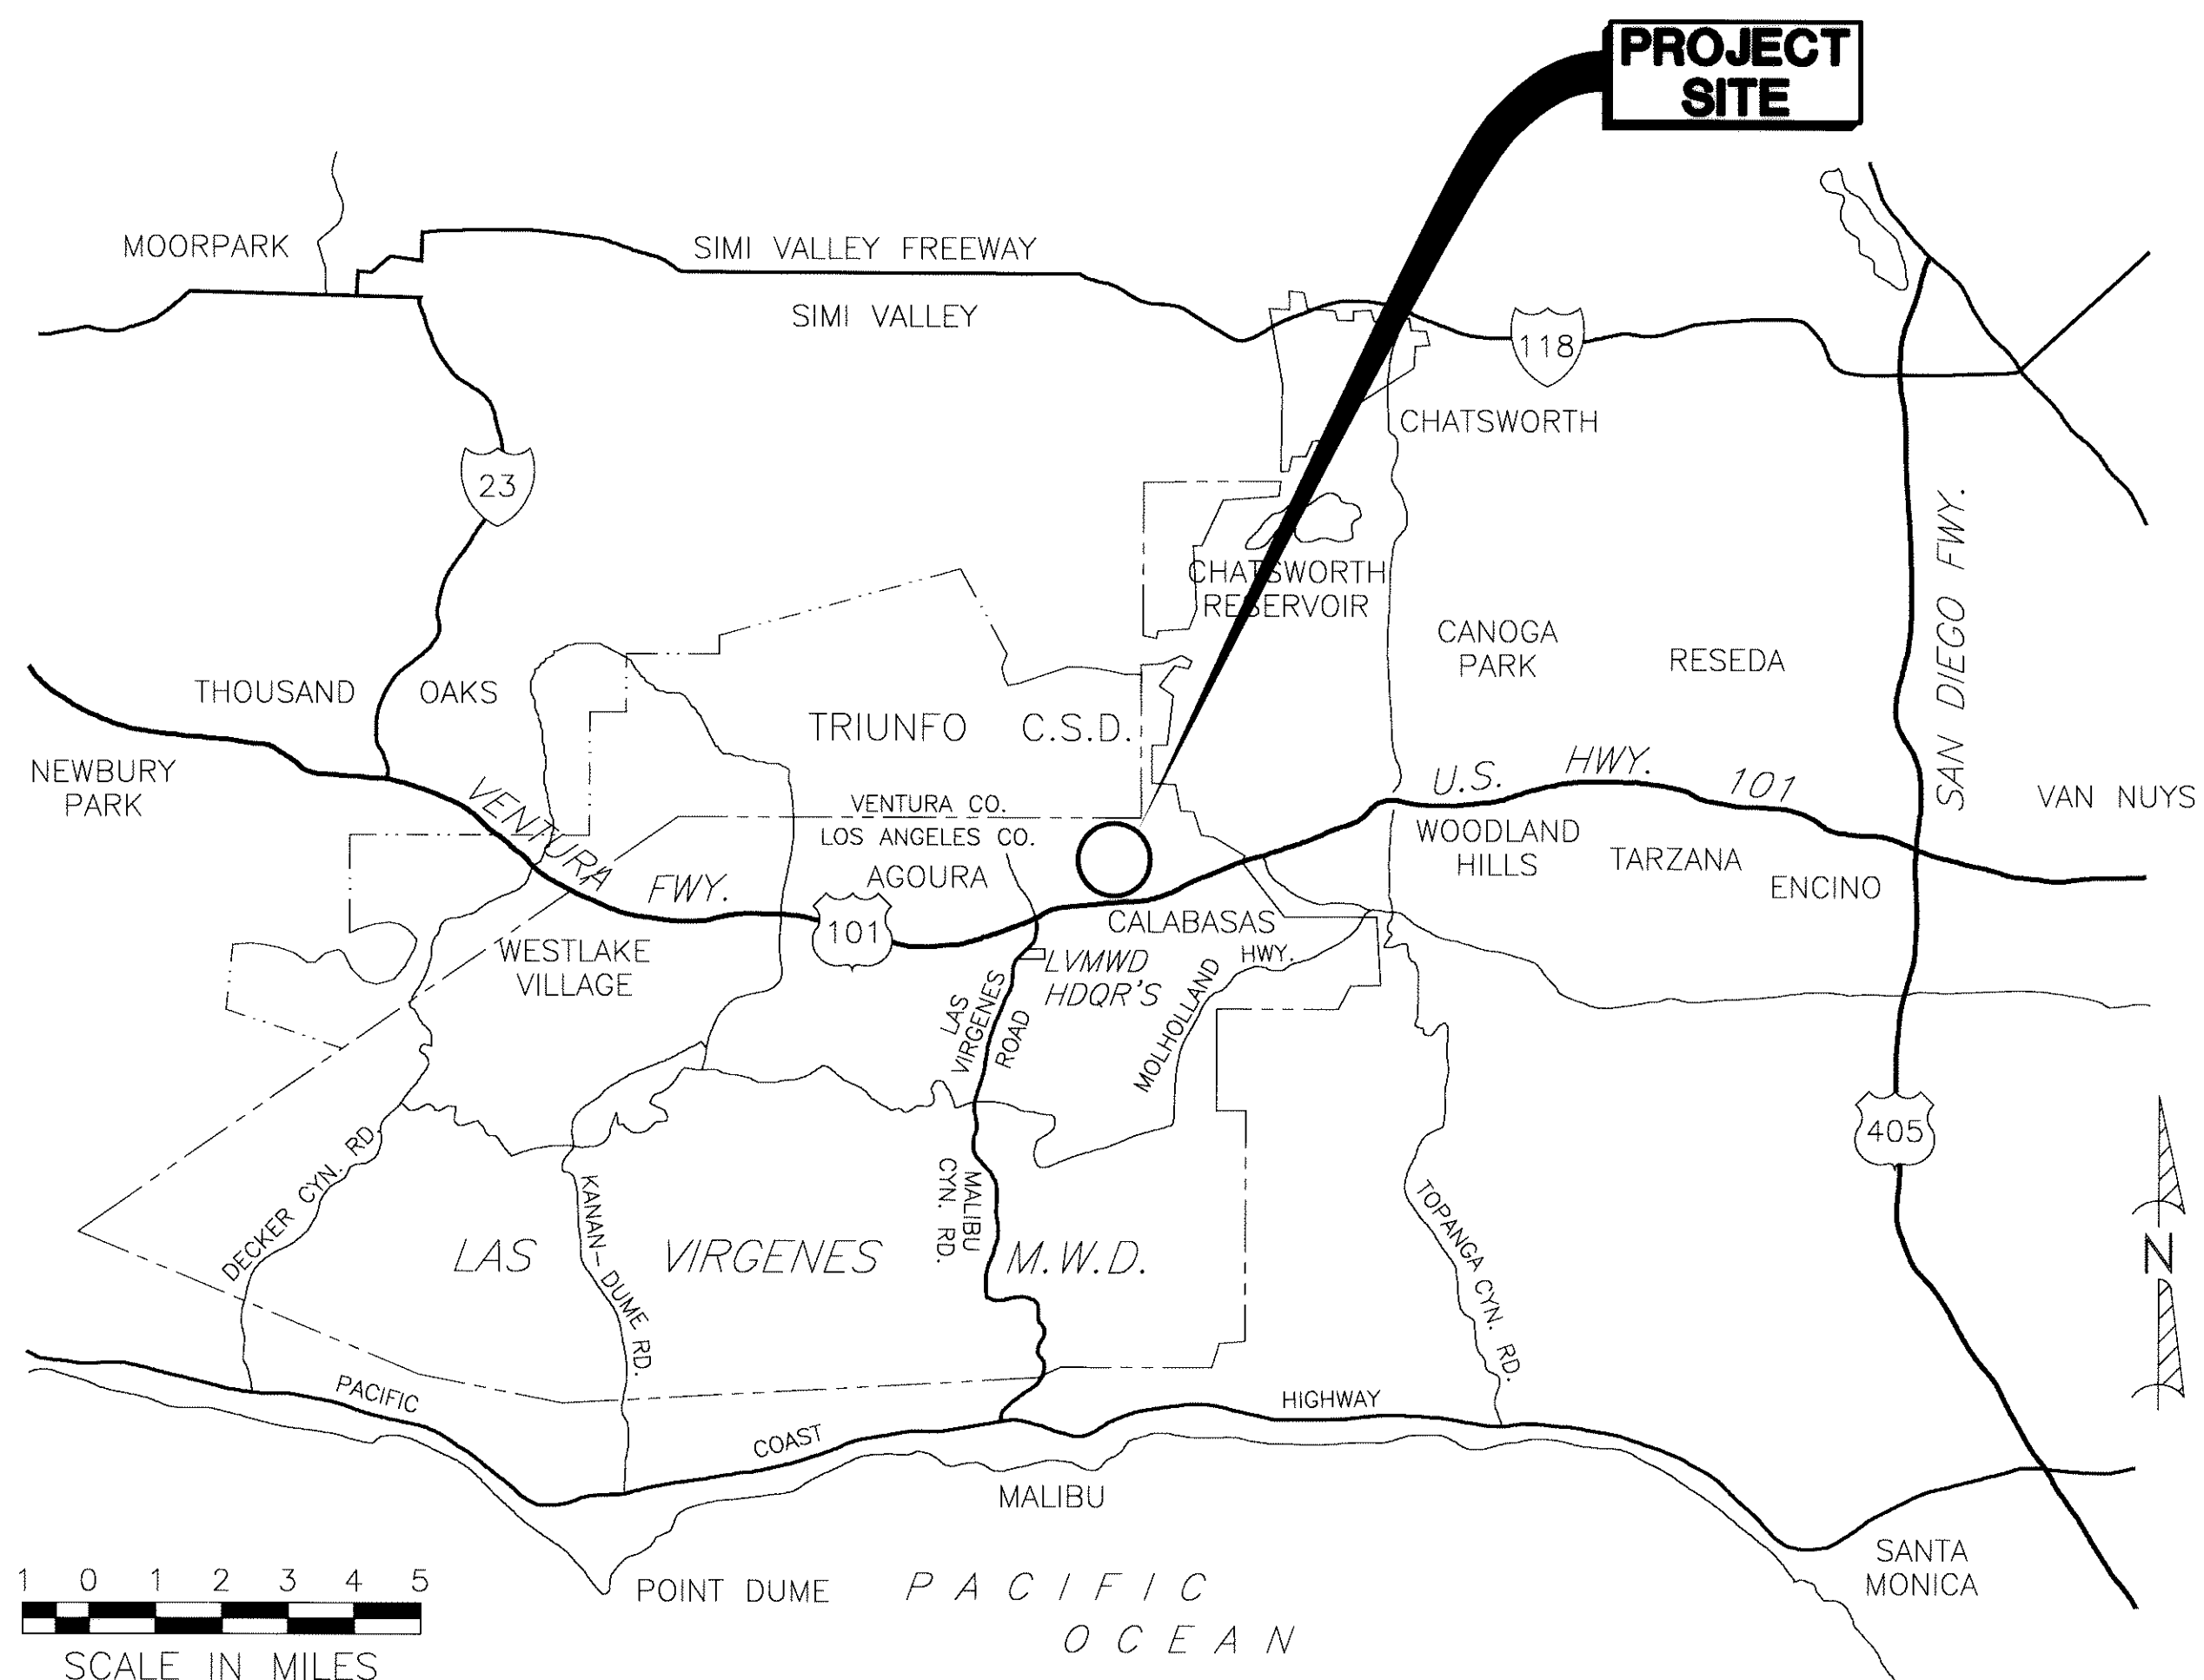 PROJECT
SITE
MOORPARK
SIMI VALLEY FREEWAY
SIMI VALLEY
118
CHATSWORTH
23
SAN DIEGO FWY.
CHATSWORTH
RESERVOIR
CANOGA
PARK
RESEDA
THOUSAND OAKS
TRIUNFO C.S.D.
NEWBURY
PARK
VENTURA FWY.
U.S. HWY. 101
VAN NUYS
VENTURA CO.
LOS ANGELES CO.
AGOURA
WOODLAND
HILLS
TARZANA
ENCINO
101
CALABASAS
WESTLAKE
VILLAGE
LVMWD
HDQR'S
MOLHOLLAND HWY.
LAS
VIRGENES
ROAD
405
DECKER CYN. RD.
KANAN-DUME RD.
MALIBU
CYN. RD.
TOPANGA CYN. RD.
N
LAS VIRGENES M.W.D.
PACIFIC COAST HIGHWAY
MALIBU
SANTA
MONICA
POINT DUME
PACIFIC
OCEAN
1 0 1 2 3 4 5
SCALE IN MILES